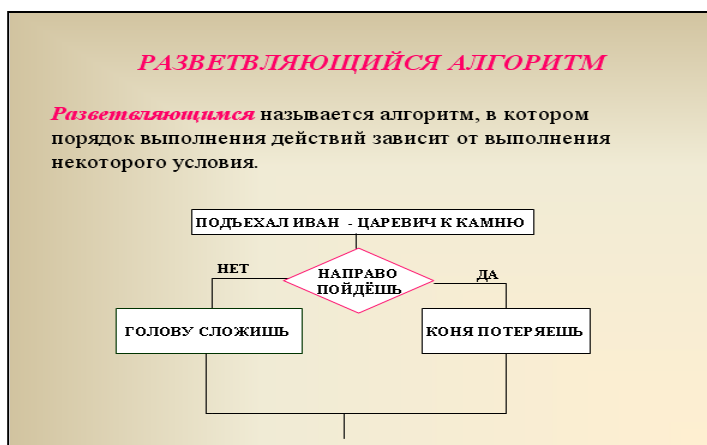 РАЗВЕТВЛЯЮЩИЙСЯ АЛГОРИТМ
Разветвляющимся называется алгоритм, в котором
порядок выполнения действий зависит от выполнения
некоторого условия.
ПОДЪЕХАЛ ИВАН - ЦАРЕВИЧ К КАМНЮ
НЕТ
НАПРАВО
ПОЙДЁШЬ
ДА
ГОЛОВУ СЛОЖИШЬ
КОНЯ ПОТЕРЯЕШЬ